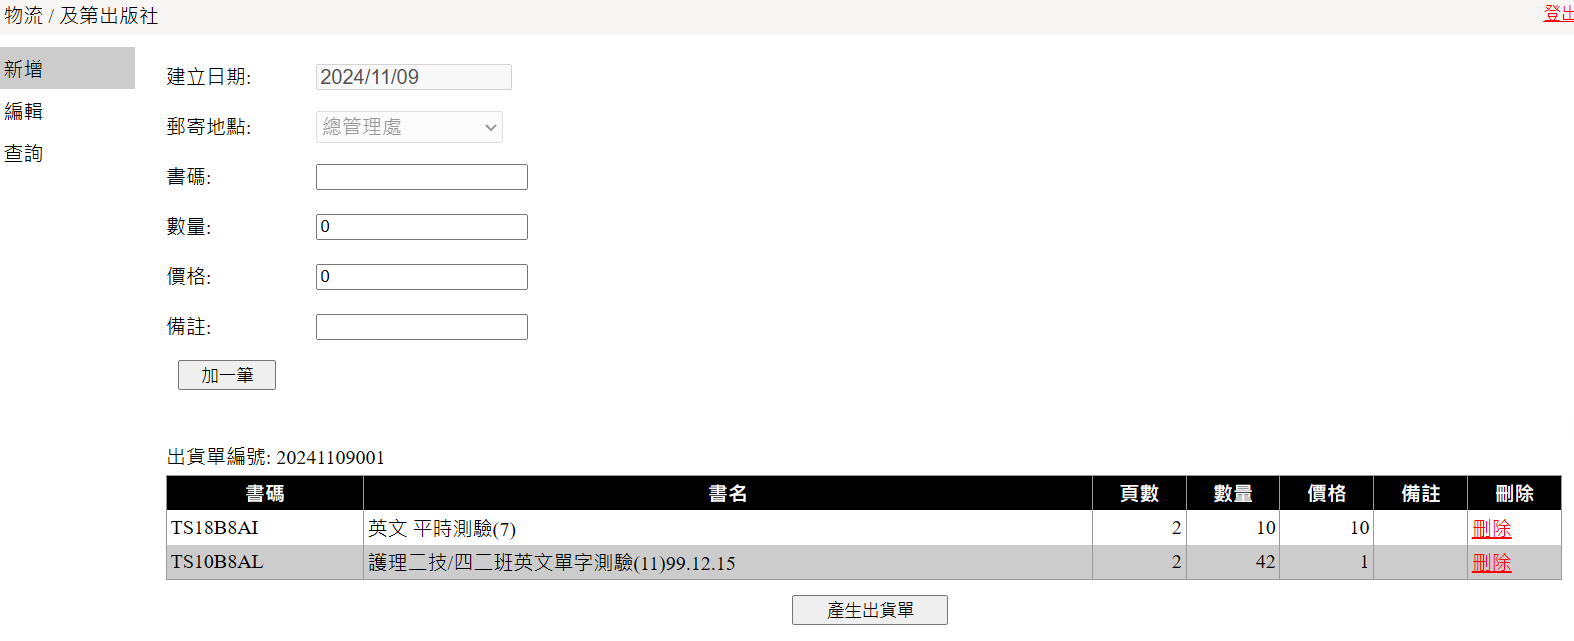 物流 / 及第出版社
登出
新增
編輯
查詢
建立日期: 2024/11/09
郵寄地點: 總管理處
書碼:
數量: 0
價格: 0
備註:
加一筆
出貨單編號: 20241109001
書碼 書名 頁數 數量 價格 備註 刪除
TS18B8AI 英文 平時測驗(7) 2 10 10 刪除
TS10B8AL 護理二技/四二班英文單字測驗(11)99.12.15 2 42 1 刪除
產生出貨單